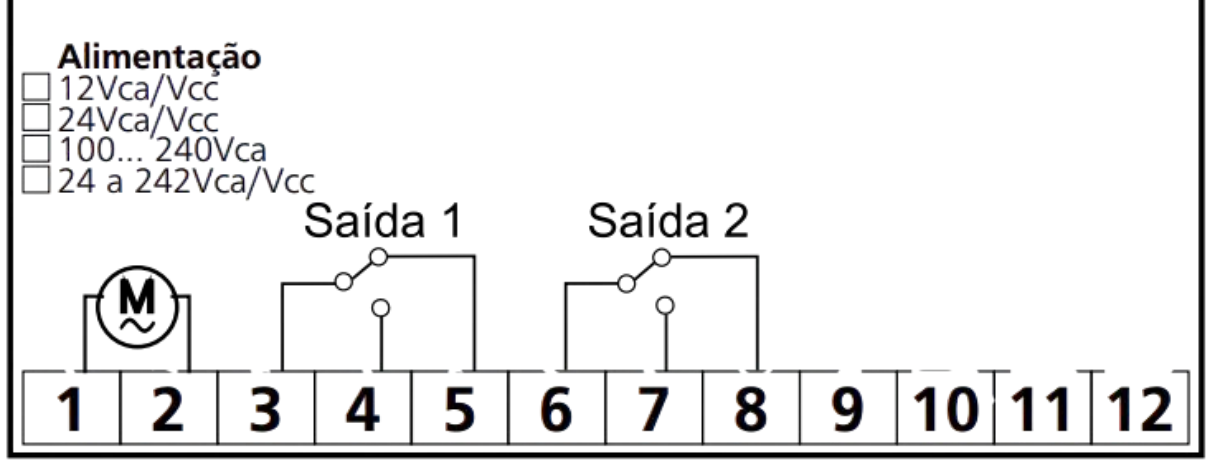 Alimentação
12Vca/Vcc
24Vca/Vcc
100... 240Vca
24 a 242Vca/Vcc
Saída 1 Saída 2
M
1 2 3 4 5 6 7 8 9 10 11 12